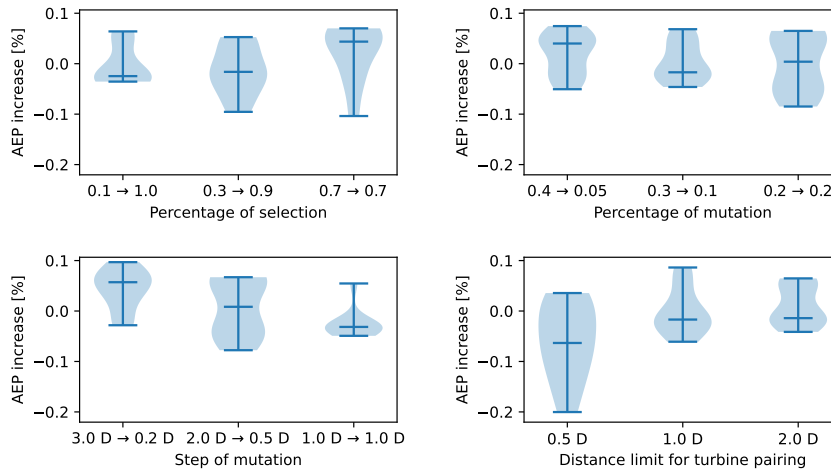 AEP increase [%]
0.1
0.0
−0.1
−0.2
0.1 → 1.0
0.3 → 0.9
0.7 → 0.7
Percentage of selection
AEP increase [%]
0.1
0.0
−0.1
−0.2
0.4 → 0.05
0.3 → 0.1
0.2 → 0.2
Percentage of mutation
AEP increase [%]
0.1
0.0
−0.1
−0.2
3.0 D → 0.2 D
2.0 D → 0.5 D
1.0 D → 1.0 D
Step of mutation
AEP increase [%]
0.1
0.0
−0.1
−0.2
0.5 D
1.0 D
2.0 D
Distance limit for turbine pairing